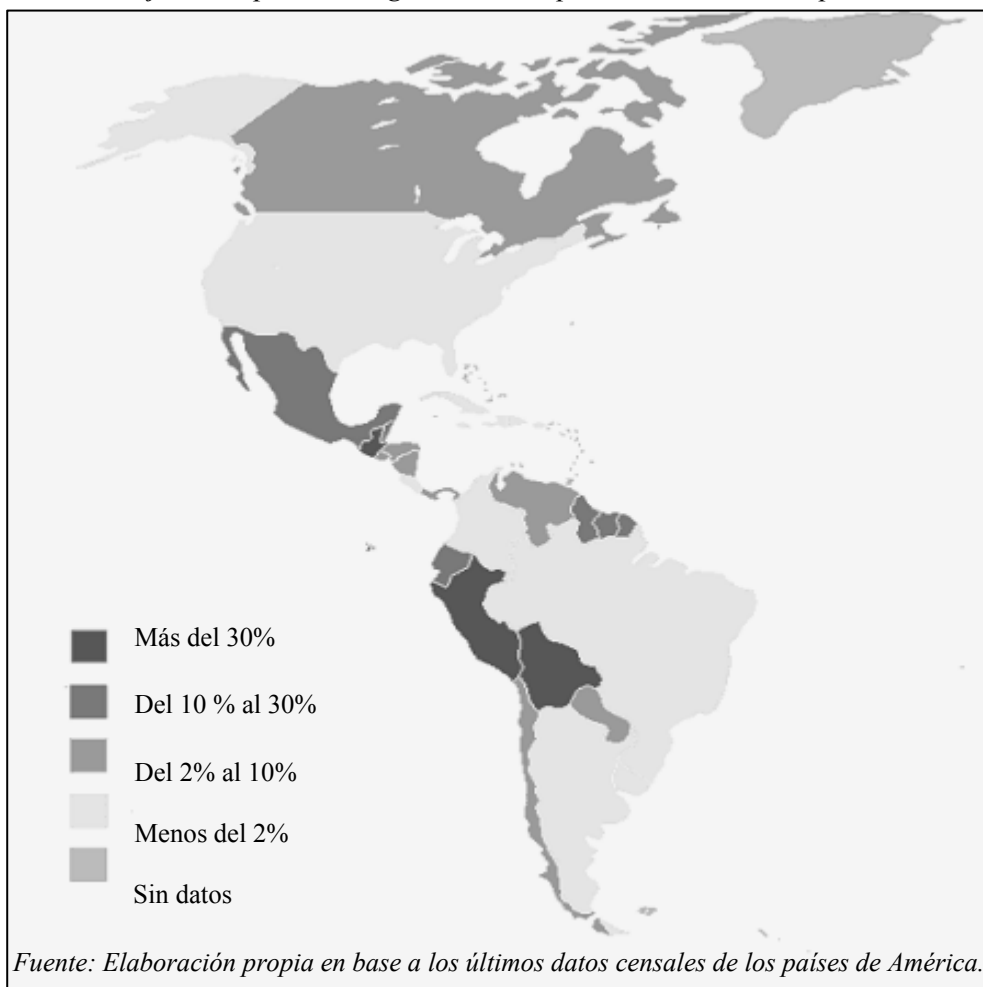 Más del 30%
Del 10 % al 30%
Del 2% al 10%
Menos del 2%
Sin datos
Fuente: Elaboración propia en base a los últimos datos censales de los países de América.